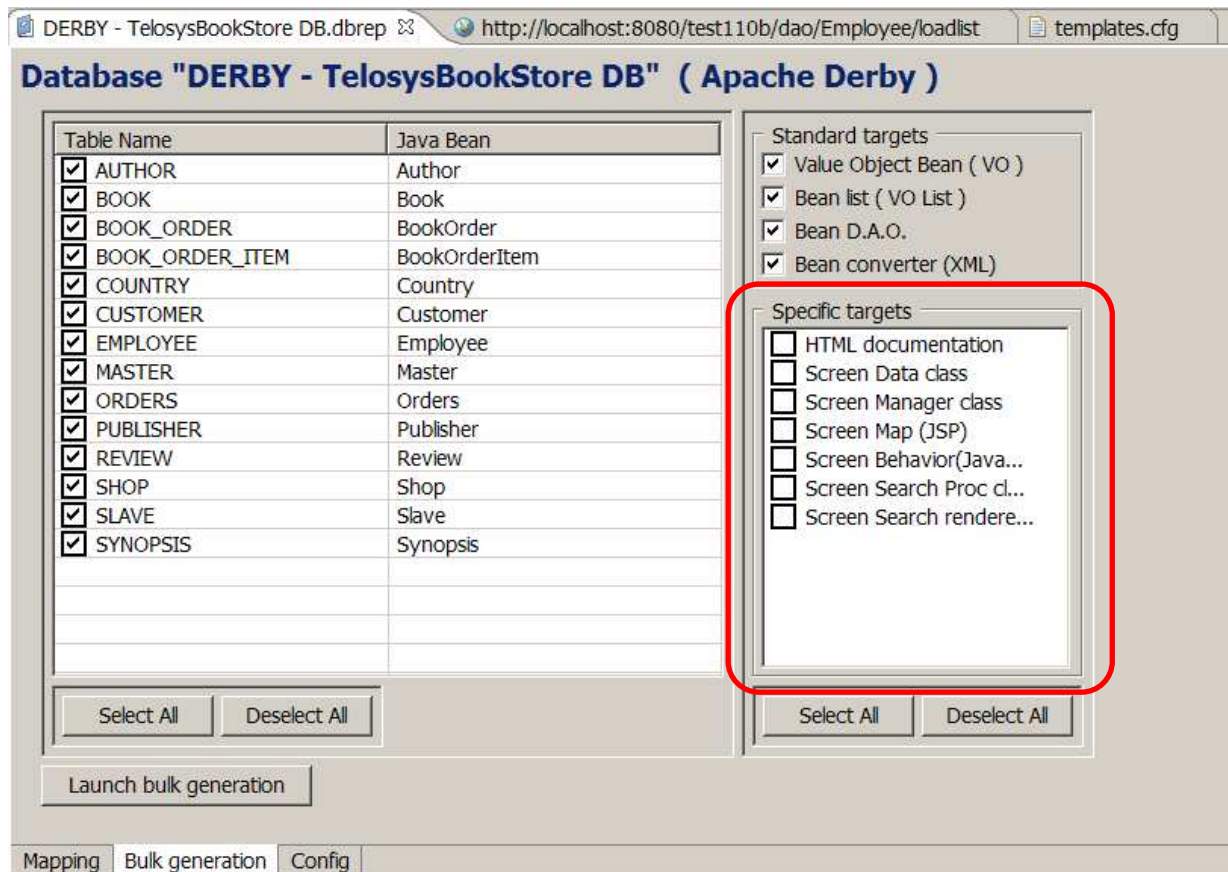 DERBY - TelosysBookStore DB.dbrep
http://localhost:8080/test110b/dao/Employee/loadlist
templates.cfg
Database "DERBY - TelosysBookStore DB" ( Apache Derby )
Table Name Java Bean
AUTHOR Author
BOOK Book
BOOK_ORDER BookOrder
BOOK_ORDER_ITEM BookOrderItem
COUNTRY Country
CUSTOMER Customer
EMPLOYEE Employee
MASTER Master
ORDERS Orders
PUBLISHER Publisher
REVIEW Review
SHOP Shop
SLAVE Slave
SYNOPSIS Synopsis
Select All Deselect All
Standard targets
Value Object Bean ( VO )
Bean list ( VO List )
Bean D.A.O.
Bean converter (XML)
Specific targets
HTML documentation
Screen Data class
Screen Manager class
Screen Map (JSP)
Screen Behavior(Java...
Screen Search Proc cl...
Screen Search rendere...
Select All Deselect All
Launch bulk generation
Mapping Bulk generation Config